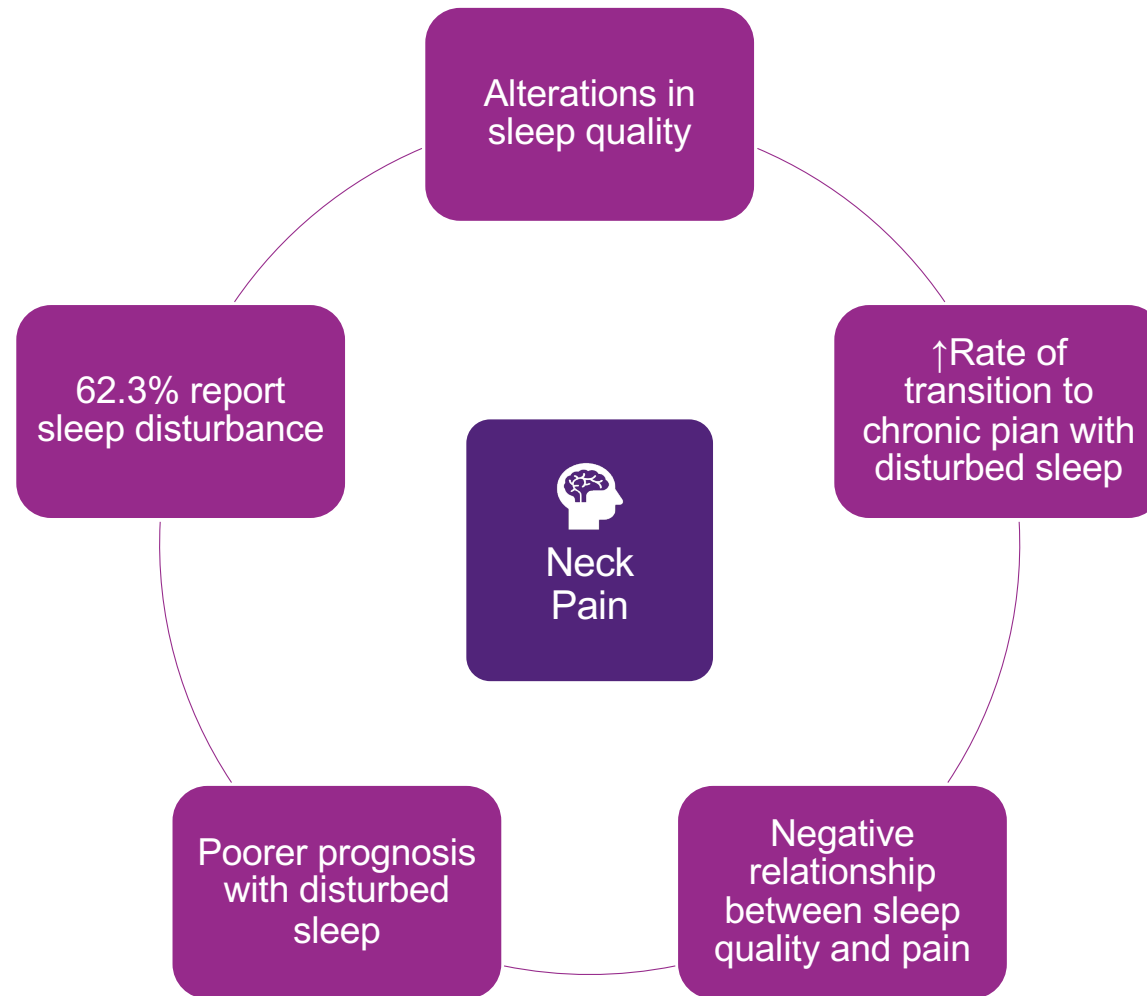 Alterations in
sleep quality
↑Rate of
transition to
chronic pian with
disturbed sleep
Negative
relationship
between sleep
quality and pain
Poorer prognosis
with disturbed
sleep
62.3% report
sleep disturbance
Neck
Pain